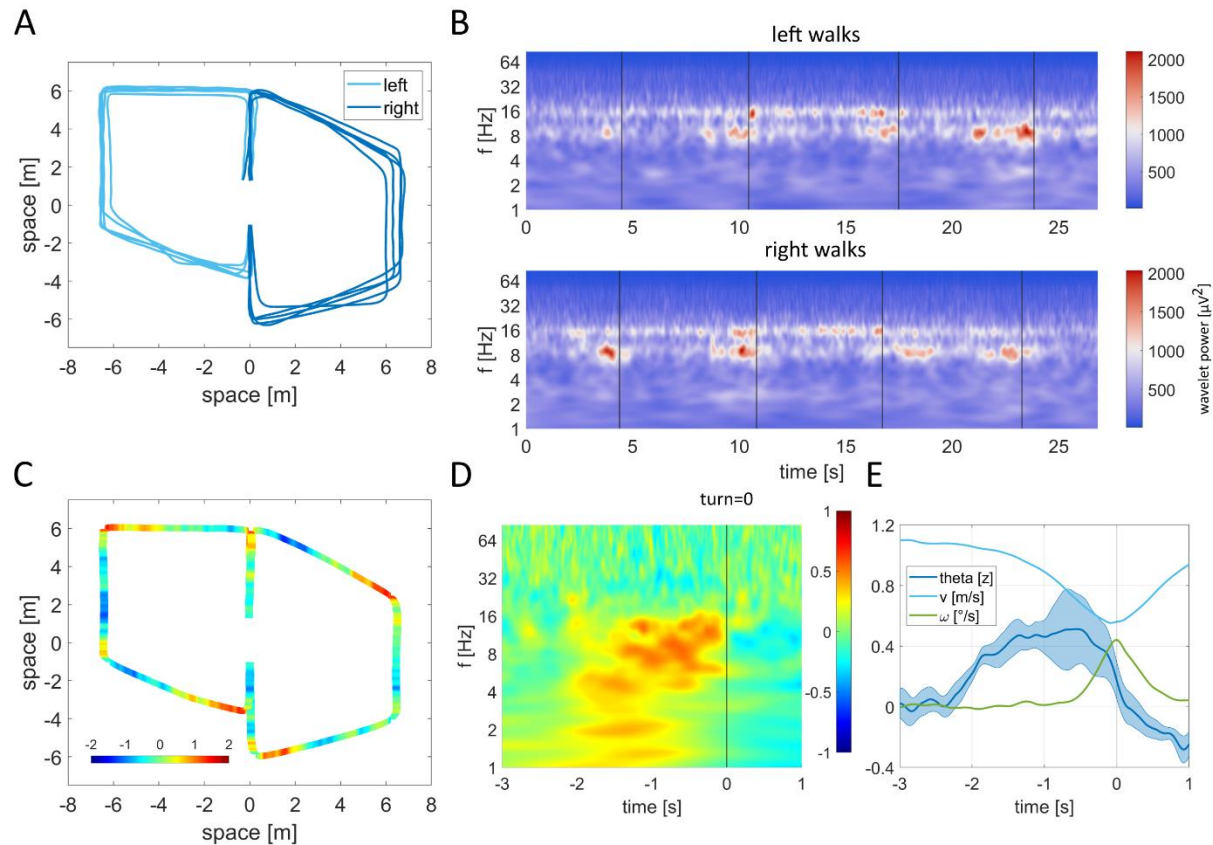 A
6
4
2
0
-2
-4
-6
space [m]
-8 -6 -4 -2 0 2 4 6 8
space [m]
left
right
B
left walks
64
32
16
8
4
2
1
f [Hz]
0 5 10 15 20 25
2000
1500
1000
500
right walks
64
32
16
8
4
2
1
f [Hz]
0 5 10 15 20 25
time [s]
2000
1500
1000
500
wavelet power [µV²]
C
6
4
2
0
-2
-4
-6
space [m]
-2 -1 0 1 2
-8 -6 -4 -2 0 2 4 6 8
space [m]
D
turn=0
64
32
16
8
4
2
1
f [Hz]
-3 -2 -1 0 1
time [s]
1
0.5
0
-0.5
-1
E
1.2
0.8
0.4
0
-0.4
theta [z]
v [m/s]
ω [°/s]
-3 -2 -1 0 1
time [s]